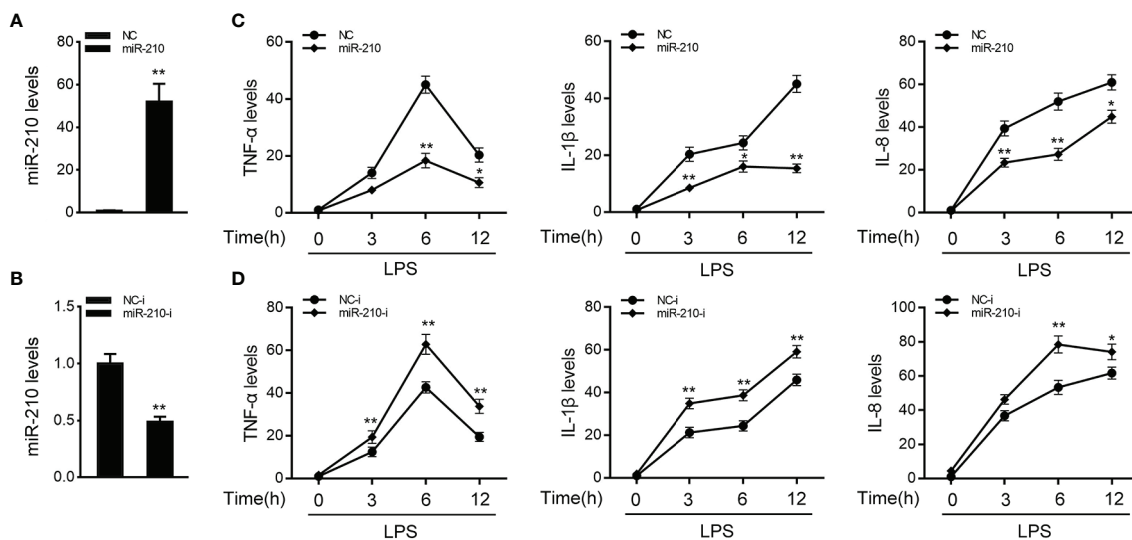 A
NC
miR-210
miR-210 levels
80
60
40
20
0
**
C
NC
miR-210
TNF-α levels
60
40
20
0
**
*
Time(h)
0 3 6 12
LPS
NC
miR-210
IL-1β levels
60
40
20
0
**
*
**
Time(h)
0 3 6 12
LPS
NC
miR-210
IL-8 levels
80
60
40
20
0
**
**
*
Time(h)
0 3 6 12
LPS
B
NC-i
miR-210-i
miR-210 levels
1.5
1.0
0.5
0.0
**
D
NC-i
miR-210-i
TNF-α levels
80
60
40
20
0
**
**
**
Time(h)
0 3 6 12
LPS
NC-i
miR-210-i
IL-1β levels
80
60
40
20
0
**
**
**
Time(h)
0 3 6 12
LPS
NC-i
miR-210-i
IL-8 levels
100
80
60
40
20
0
**
*
Time(h)
0 3 6 12
LPS